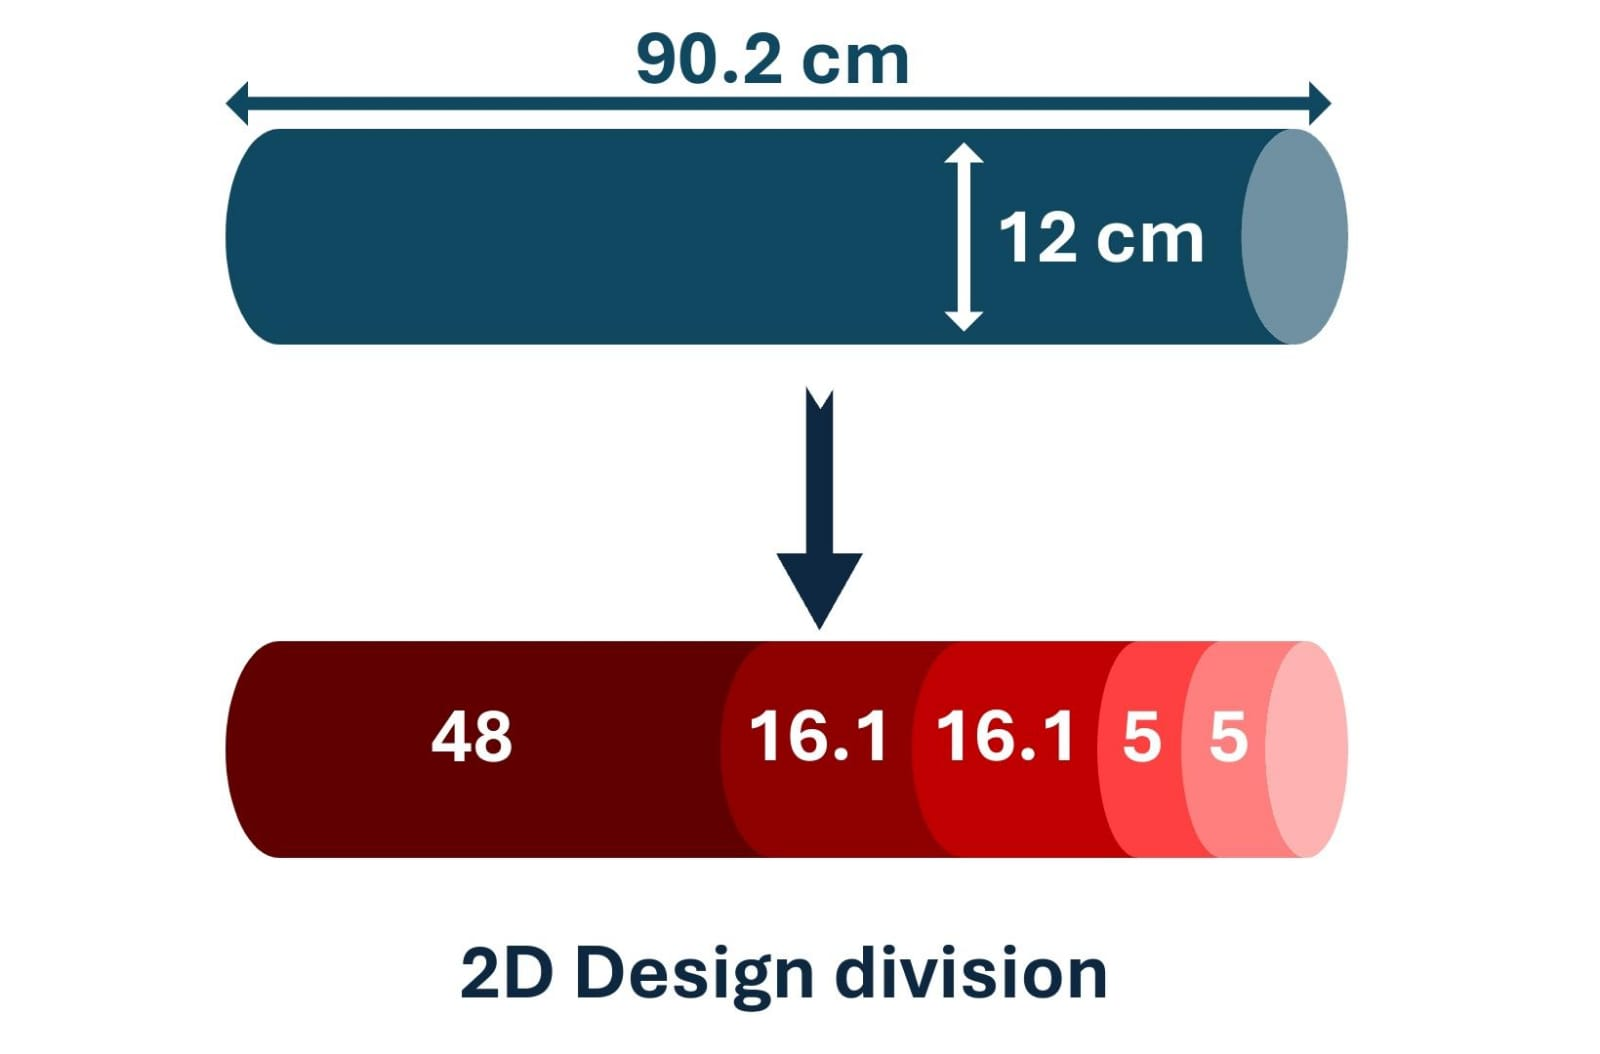 90.2 cm
12 cm
48 16.1 16.1 5 5
2D Design division